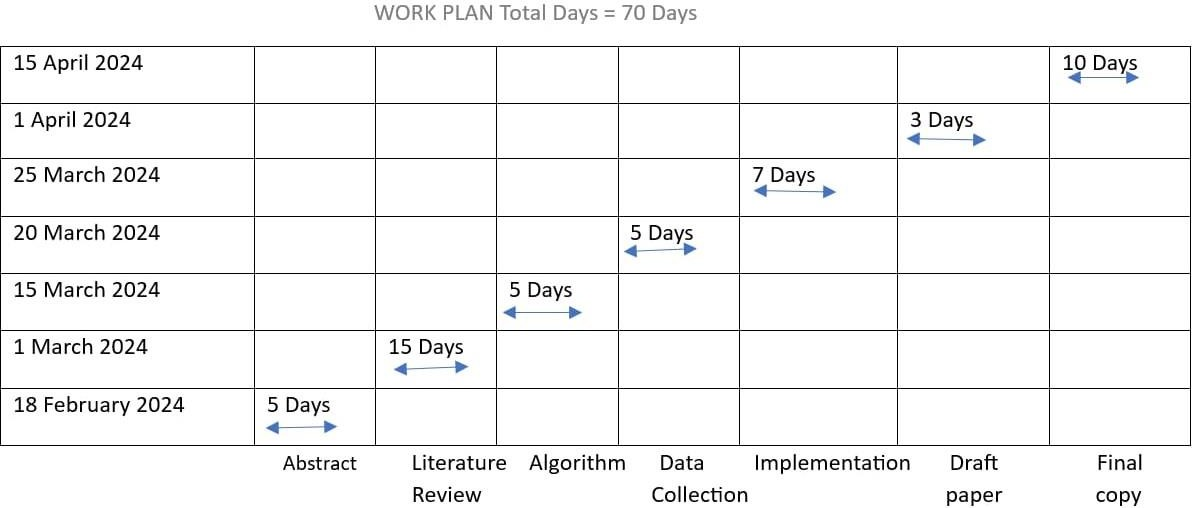 WORK PLAN Total Days = 70 Days
15 April 2024 10 Days
1 April 2024 3 Days
25 March 2024 7 Days
20 March 2024 5 Days
15 March 2024 5 Days
1 March 2024 15 Days
18 February 2024 5 Days
Abstract Literature Algorithm Data Implementation Draft Final
Review Collection paper copy